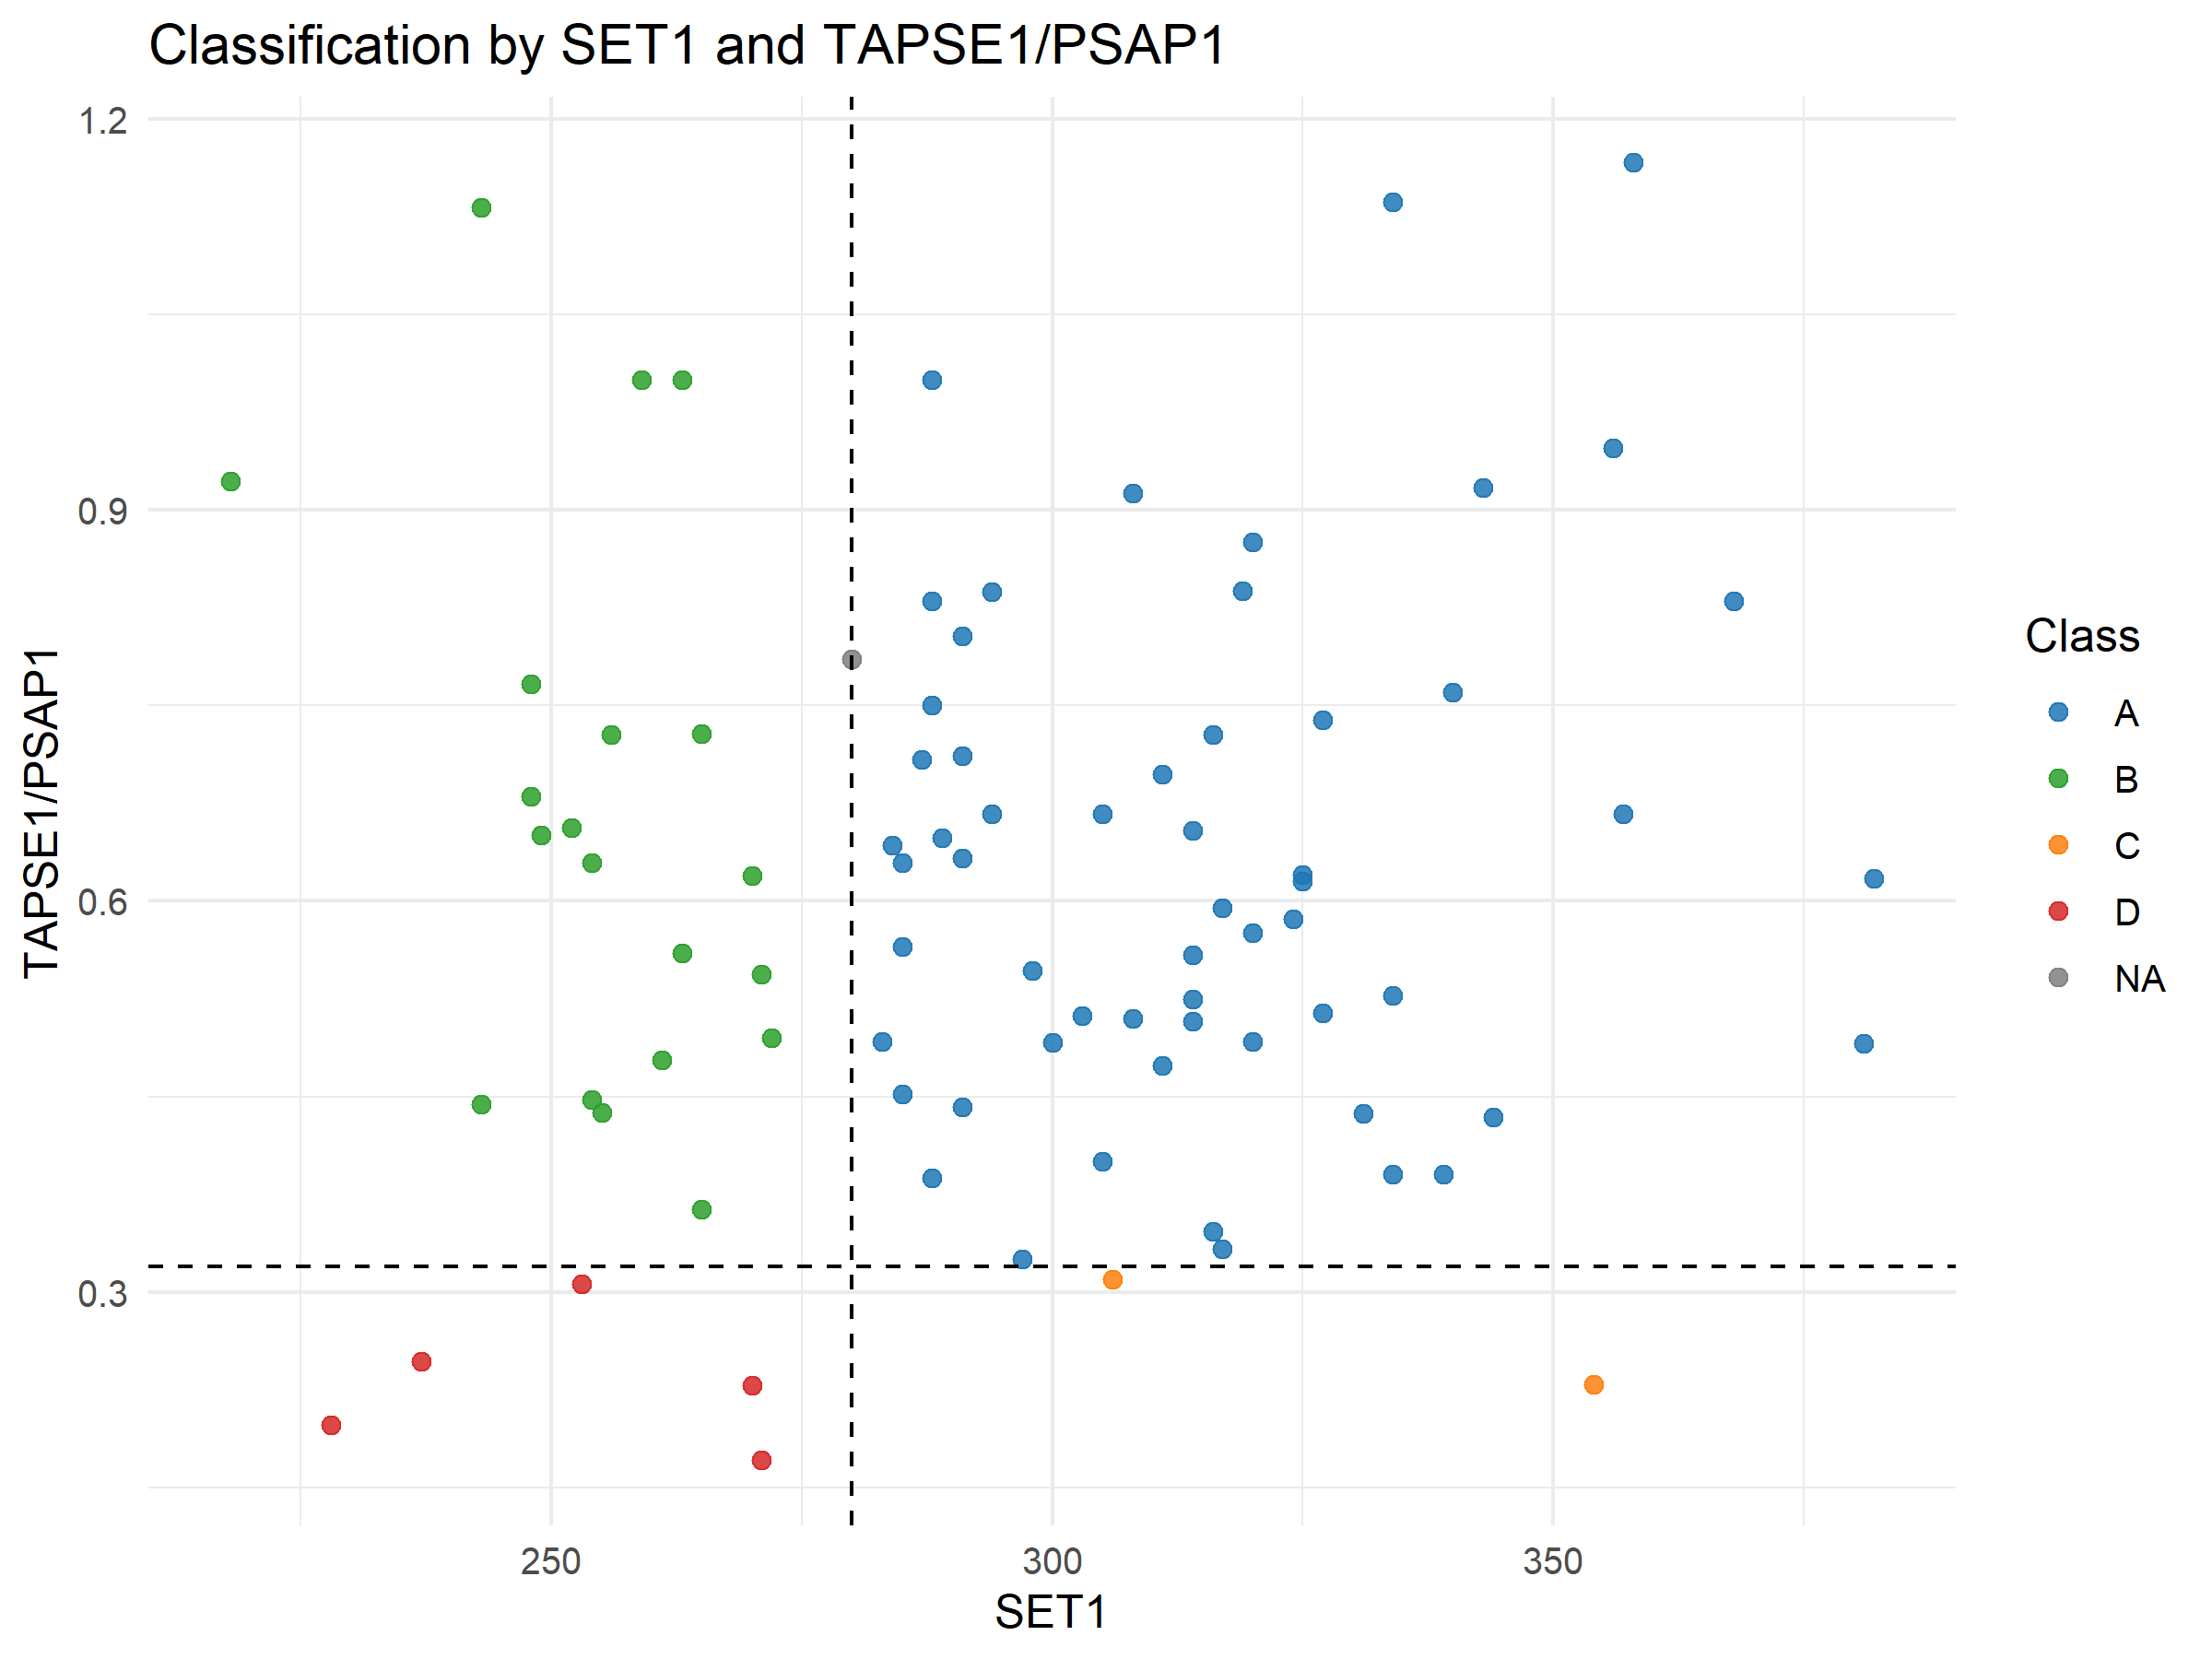 Classification by SET1 and TAPSE1/PSAP1
1.2
0.9
0.6
0.3
TAPSE1/PSAP1
250 300 350
SET1
Class
A
B
C
D
NA